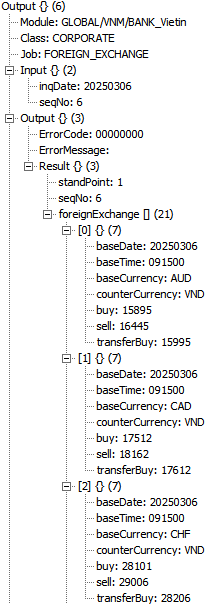 Output {} (6)
Module: GLOBAL/VNM/BANK_Vietin
Class: CORPORATE
Job: FOREIGN_EXCHANGE
Input {} (2)
inqDate: 20250306
seqNo: 6
Output {} (3)
ErrorCode: 00000000
ErrorMessage:
Result {} (3)
standPoint: 1
seqNo: 6
foreignExchange [] (21)
[0] {} (7)
baseDate: 20250306
baseTime: 091500
baseCurrency: AUD
counterCurrency: VND
buy: 15895
sell: 16445
transferBuy: 15995
[1] {} (7)
baseDate: 20250306
baseTime: 091500
baseCurrency: CAD
counterCurrency: VND
buy: 17512
sell: 18162
transferBuy: 17612
[2] {} (7)
baseDate: 20250306
baseTime: 091500
baseCurrency: CHF
counterCurrency: VND
buy: 28101
sell: 29006
transferBuy: 28206